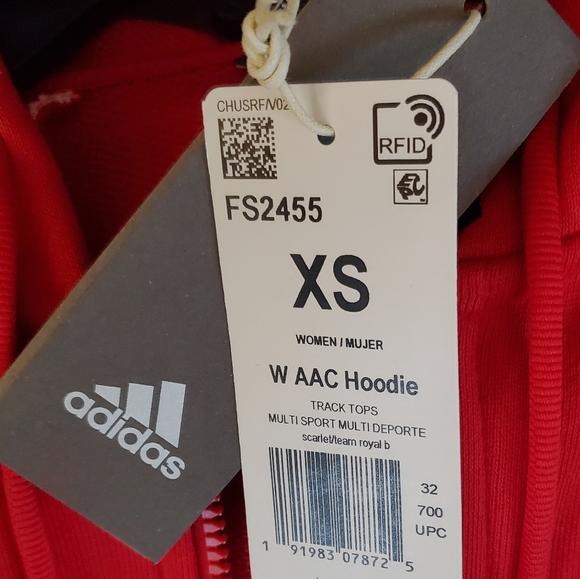 CHUSRF/V02
RFID
FS2455
XS
WOMEN / MUJER
W AAC Hoodie
TRACK TOPS
MULTI SPORT MULTI DEPORTE
scarlet/team royal b
32
700
UPC
1 91983 07872 5
adidas